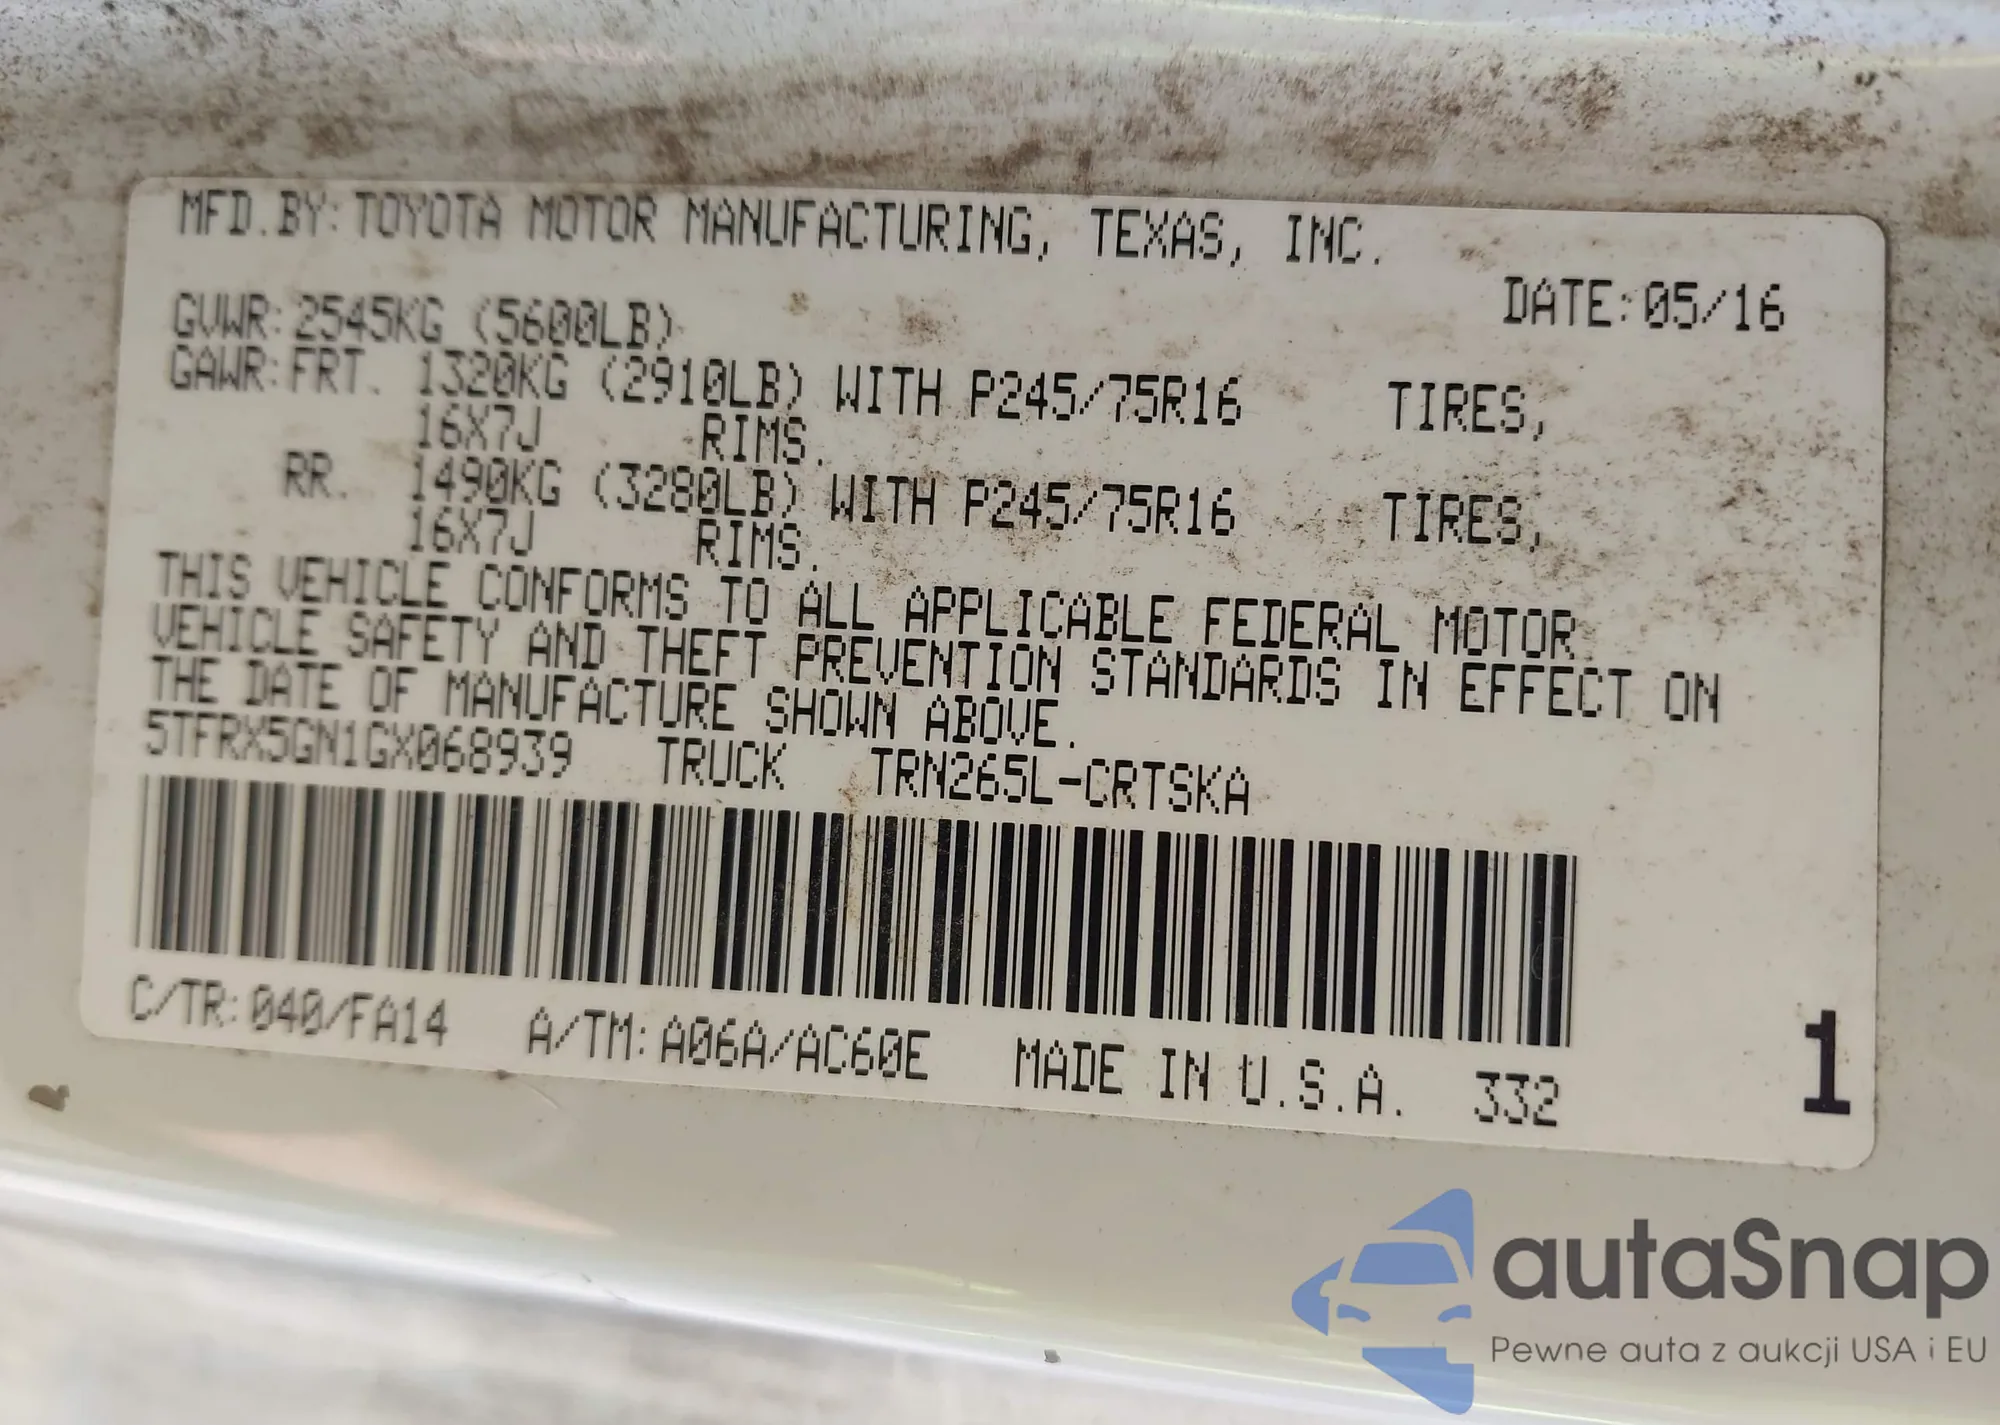 MFD.BY:TOYOTA MOTOR MANUFACTURING, TEXAS, INC.
DATE:05/16
GVWR:2545KG (5600LB)
GAWR:FRT. 1320KG (2910LB) WITH P245/75R16 TIRES,
16X7J RIMS.
RR. 1490KG (3280LB) WITH P245/75R16 TIRES,
16X7J RIMS.
THIS VEHICLE CONFORMS TO ALL APPLICABLE FEDERAL MOTOR
VEHICLE SAFETY AND THEFT PREVENTION STANDARDS IN EFFECT ON
THE DATE OF MANUFACTURE SHOWN ABOVE.
5TFRX5GN1GX068939 TRUCK TRN265L-CRTSKA
C/TR:040/FA14 A/TM:A06A/AC60E MADE IN U.S.A. 332
1
autaSnap
Pewne auta z aukcji USA i EU